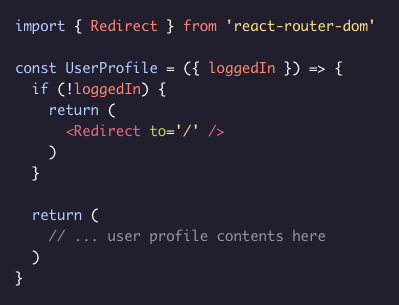 import { Redirect } from 'react-router-dom'

const UserProfile = ({ loggedIn }) => {
  if (!loggedIn) {
    return (
      <Redirect to='/' />
    )
  }

  return (
    // ... user profile contents here
  )
}